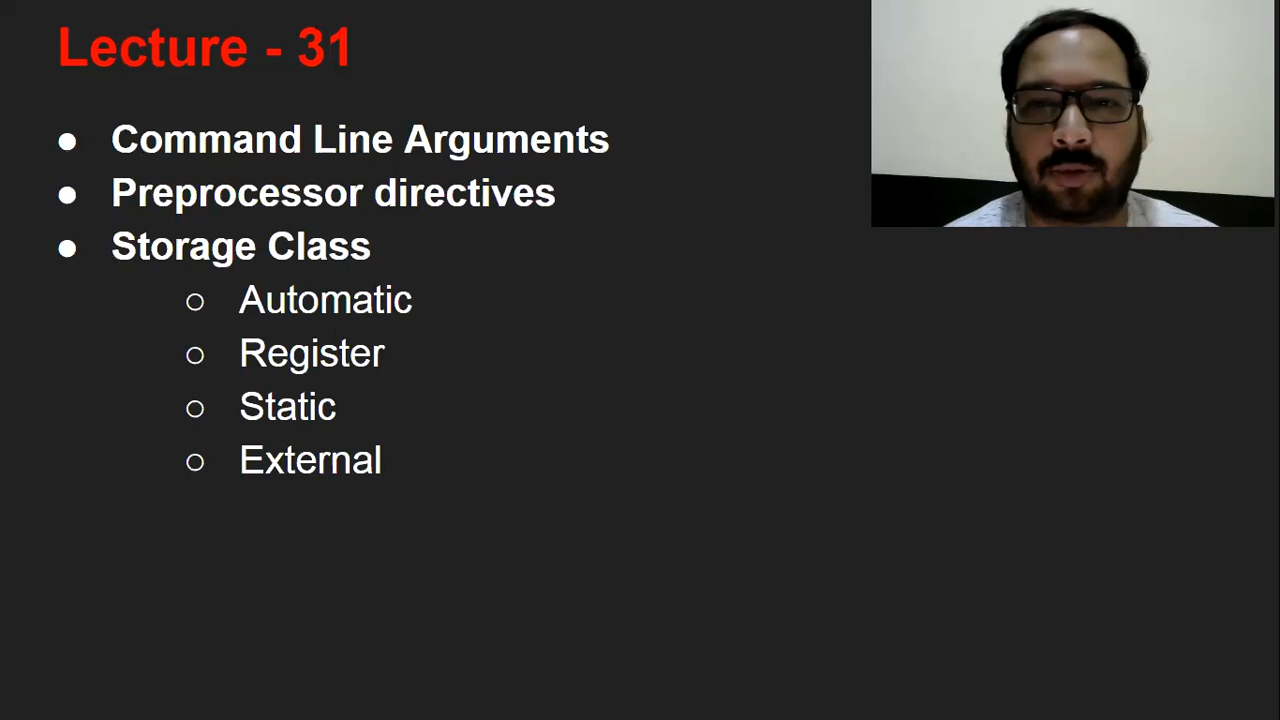 Lecture - 31
● Command Line Arguments
● Preprocessor directives
● Storage Class
○ Automatic
○ Register
○ Static
○ External